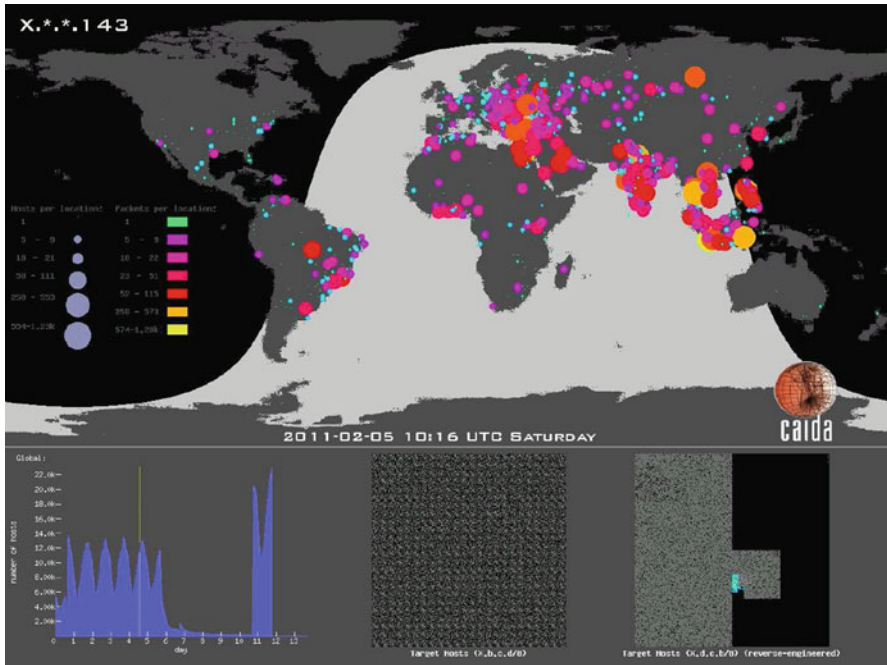 X.*.*.143
Hosts per location: Packets per location:
1 1
5 - 9 5 - 9
10 - 21 10 - 22
50 - 111 23 - 51
250 - 553 52 - 115
554-1.23k 250 - 573
574-1.28k
caida
2011-02-05 10:16 UTC Saturday
Global:
22.0k
20.0k
18.0k
16.0k
14.0k
12.0k
10.0k
8.00k
6.00k
4.00k
2.00k
number of hosts
0 1 2 3 4 5 6 7 8 9 10 11 12 13
day
Target Hosts (X.b.c.d/8)
Target Hosts (X.d.c.b/8) (reverse-engineered)